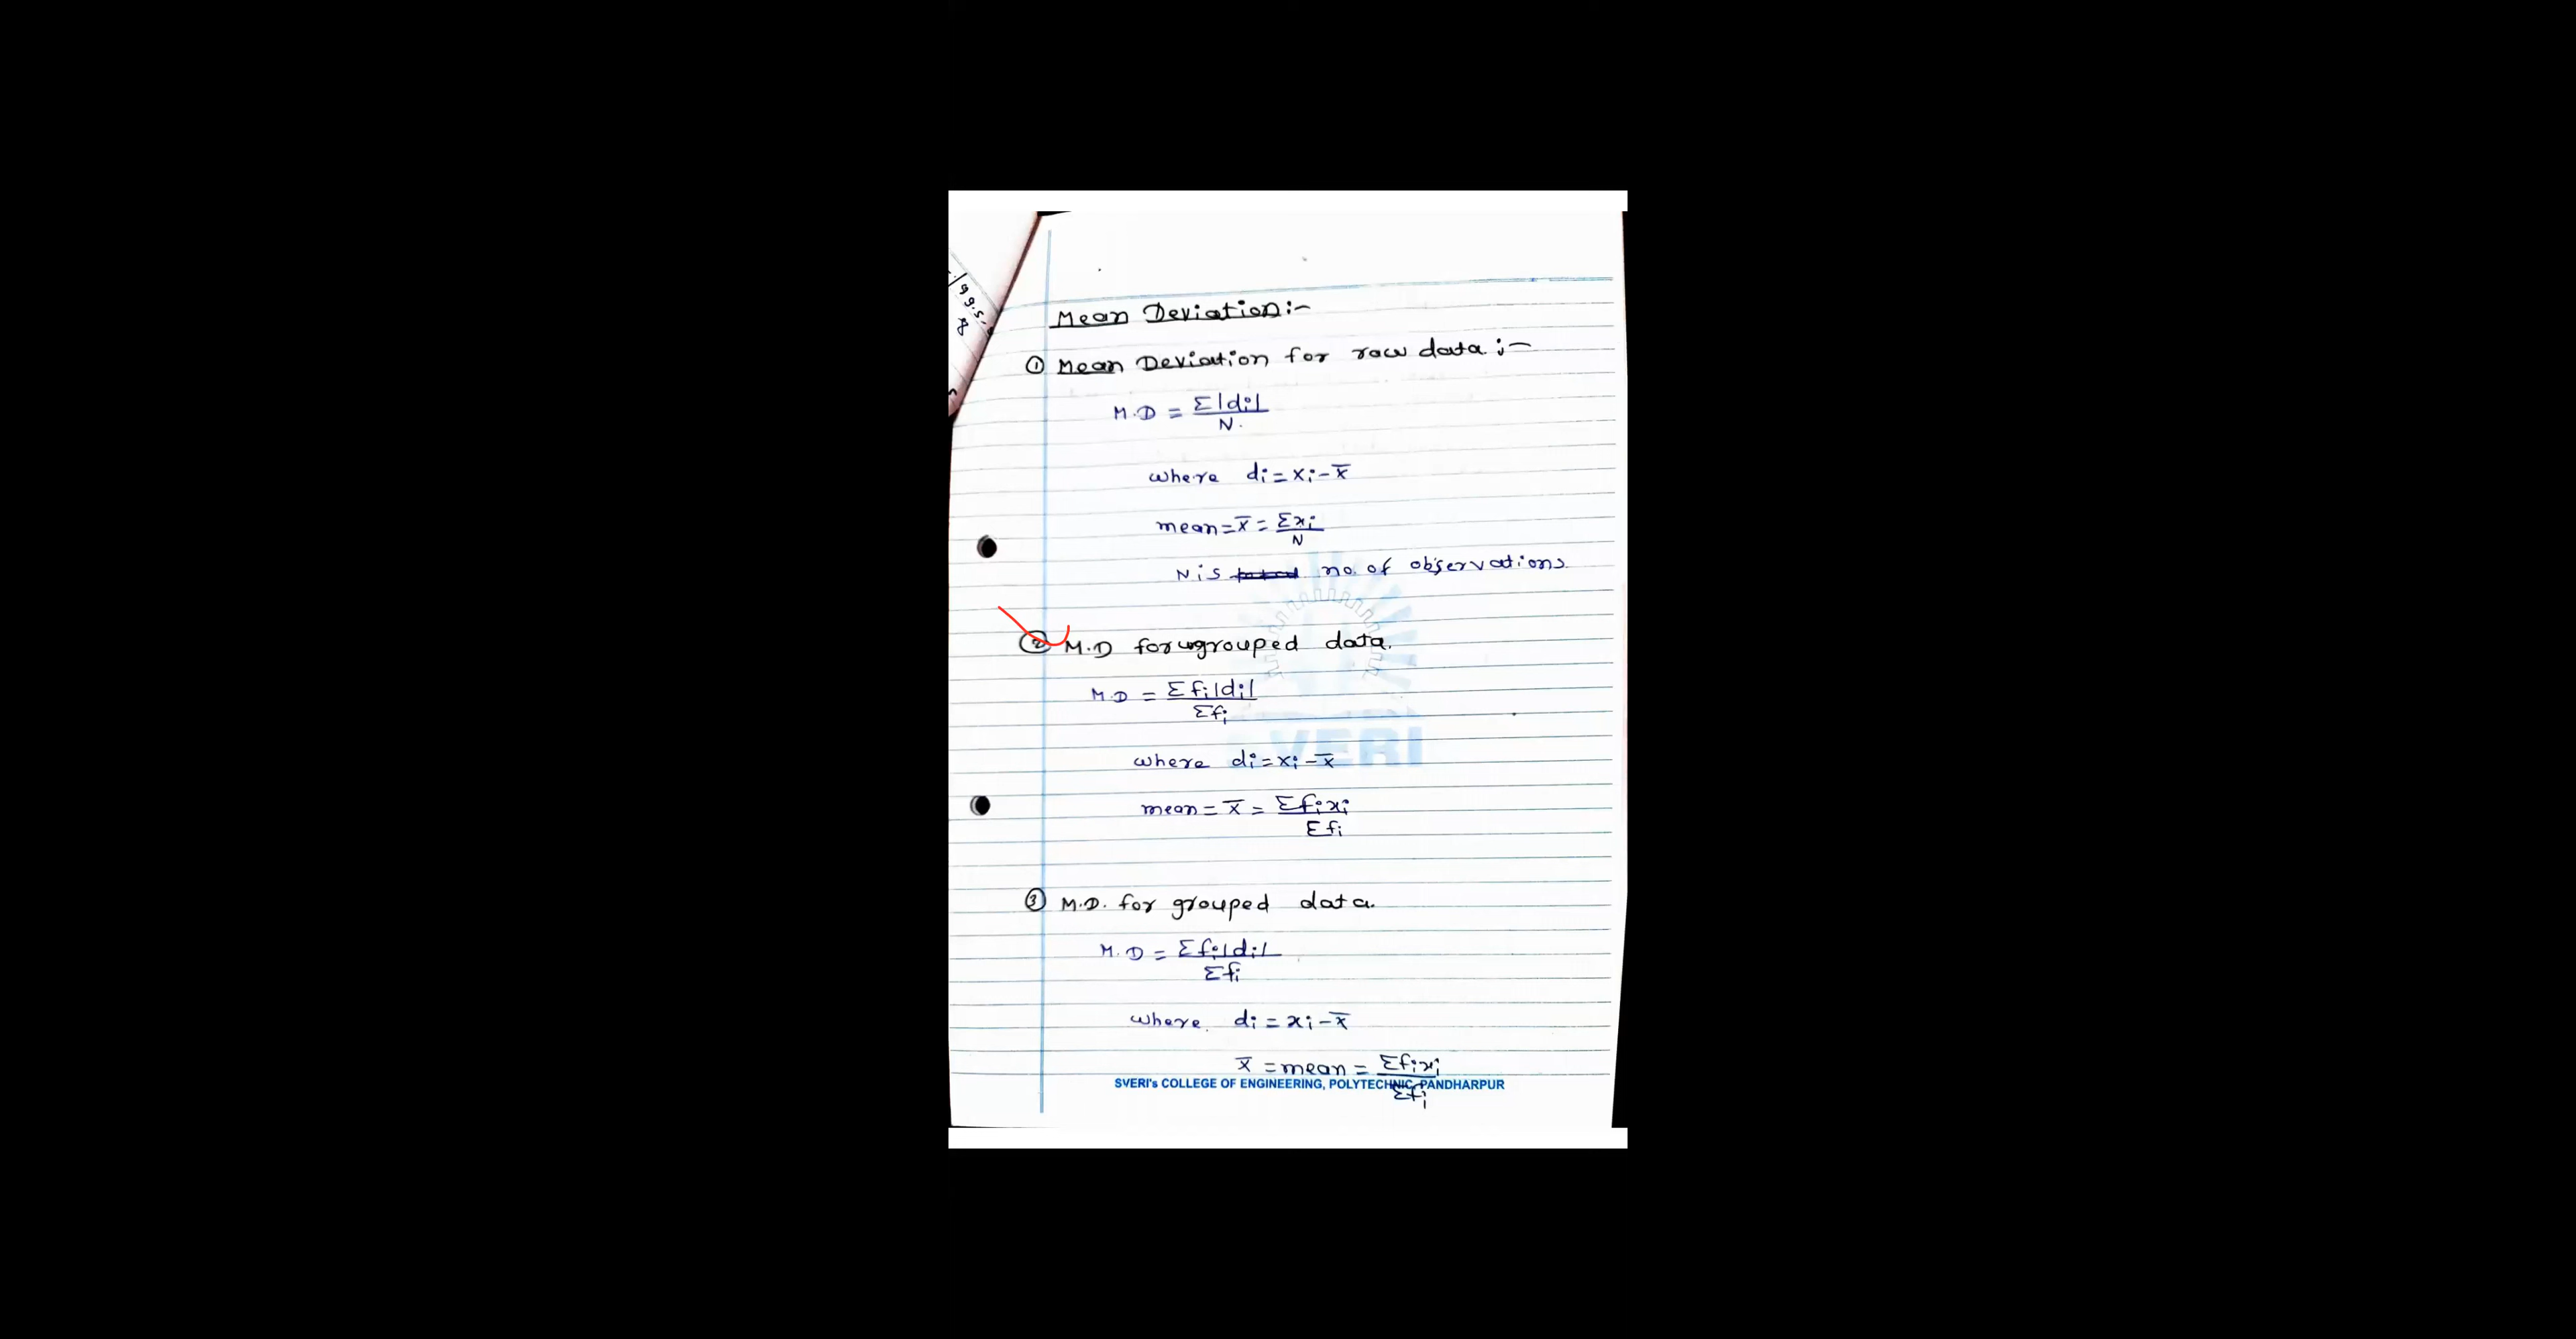 Mean Deviation:-
① Mean Deviation for raw data :-
M.D = Σ|di| / N.
where di = xi - x̄
mean = x̄ = Σxi / N
N is no. of observations
② M.D for ugrouped data.
M.D = Σfi|di| / Σfi
where di = xi - x̄
mean = x̄ = Σfixi / Σfi
③ M.D. for grouped data.
M.D = Σfi|di| / Σfi
where di = xi - x̄
x̄ = mean = Σfixi / Σfi
SVERI's COLLEGE OF ENGINEERING, POLYTECHNIC, PANDHARPUR